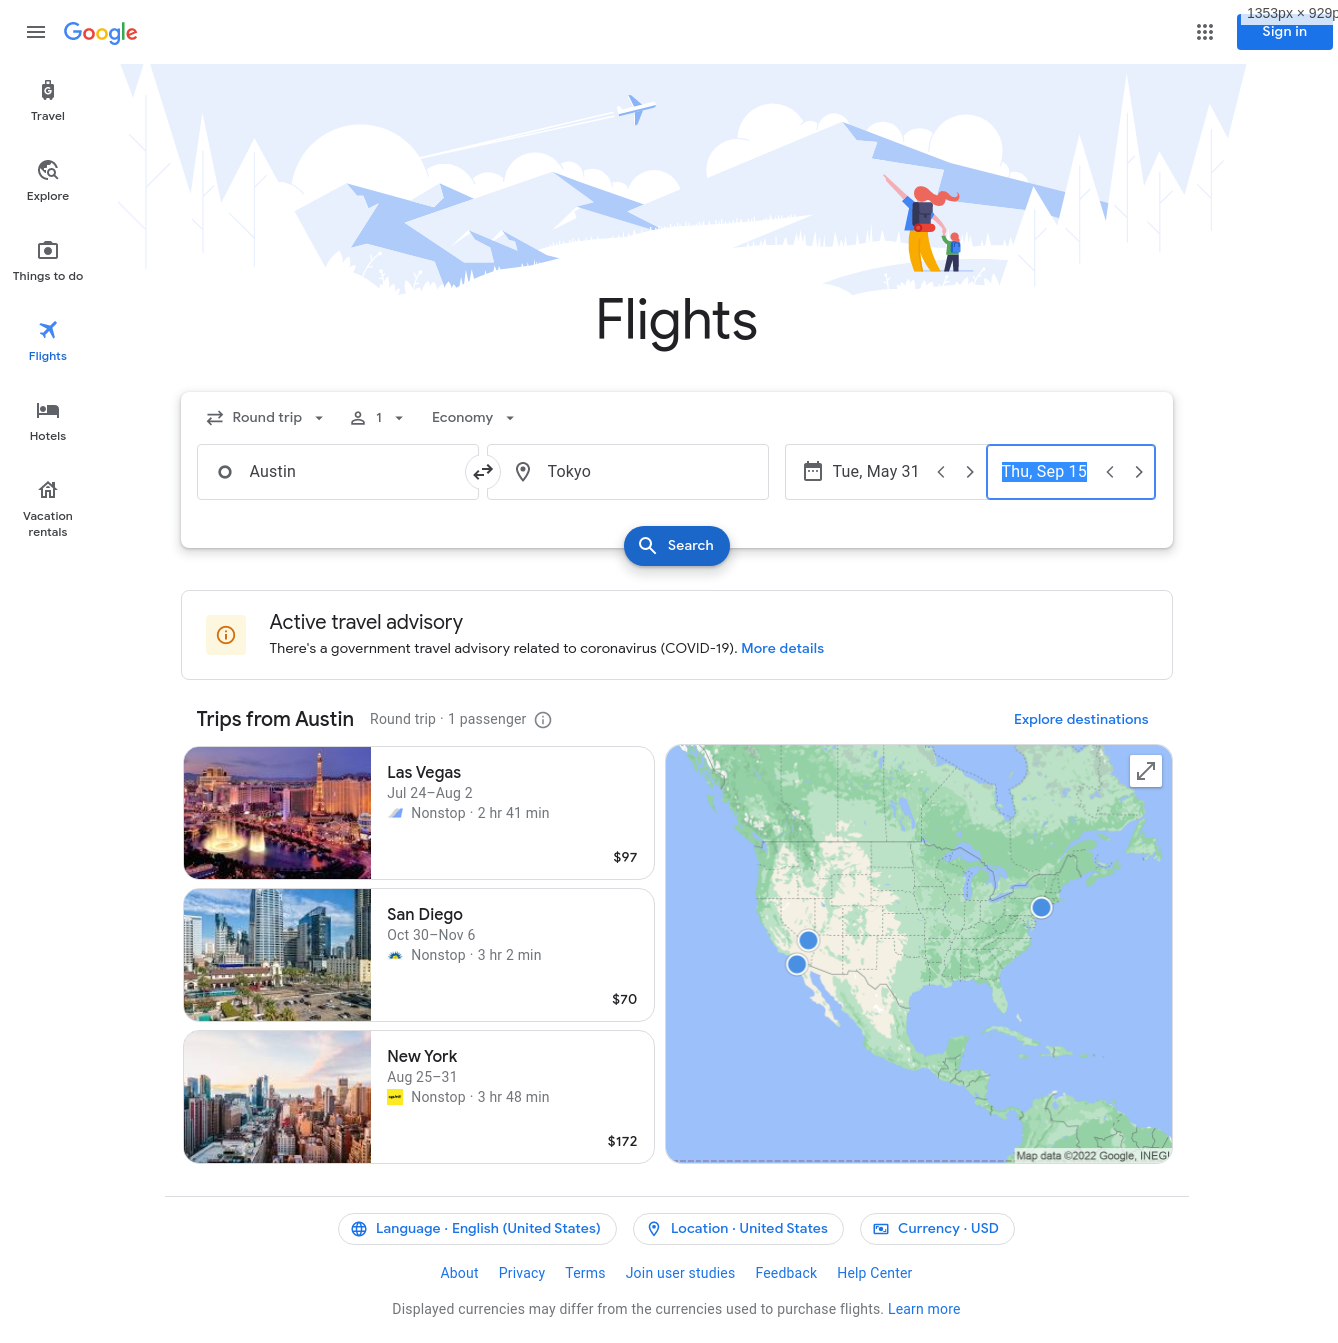 1353px × 929p
Google
Sign in
Travel
Explore
Things to do
Flights
Hotels
Vacation
rentals
Flights
Round trip
1
Economy
Austin
Tokyo
Tue, May 31
Thu, Sep 15
Search
Active travel advisory
There's a government travel advisory related to coronavirus (COVID-19). More details
Trips from Austin
Round trip · 1 passenger
Explore destinations
Las Vegas
Jul 24–Aug 2
Nonstop · 2 hr 41 min
$97
San Diego
Oct 30–Nov 6
Nonstop · 3 hr 2 min
$70
New York
Aug 25–31
Nonstop · 3 hr 48 min
$172
Map data ©2022 Google, INEGI
Language · English (United States)
Location · United States
Currency · USD
About
Privacy
Terms
Join user studies
Feedback
Help Center
Displayed currencies may differ from the currencies used to purchase flights. Learn more